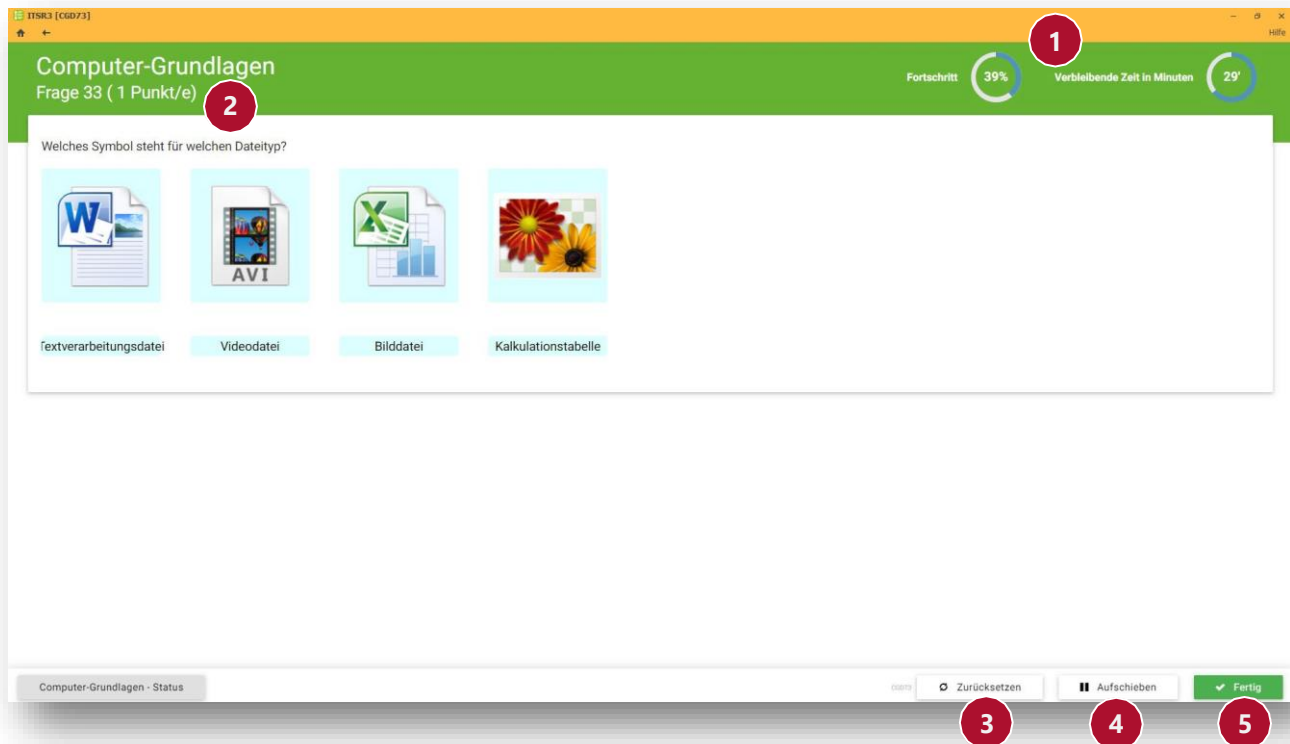 ITSR3 [CGD73]
Hilfe
Computer-Grundlagen
Frage 33 ( 1 Punkt/e)
Fortschritt
39%
Verbleibende Zeit in Minuten
29'
1
2
Welches Symbol steht für welchen Dateityp?
W
AVI
X
Textverarbeitungsdatei
Videodatei
Bilddatei
Kalkulationstabelle
Computer-Grundlagen - Status
Zurücksetzen
Aufschieben
Fertig
3
4
5